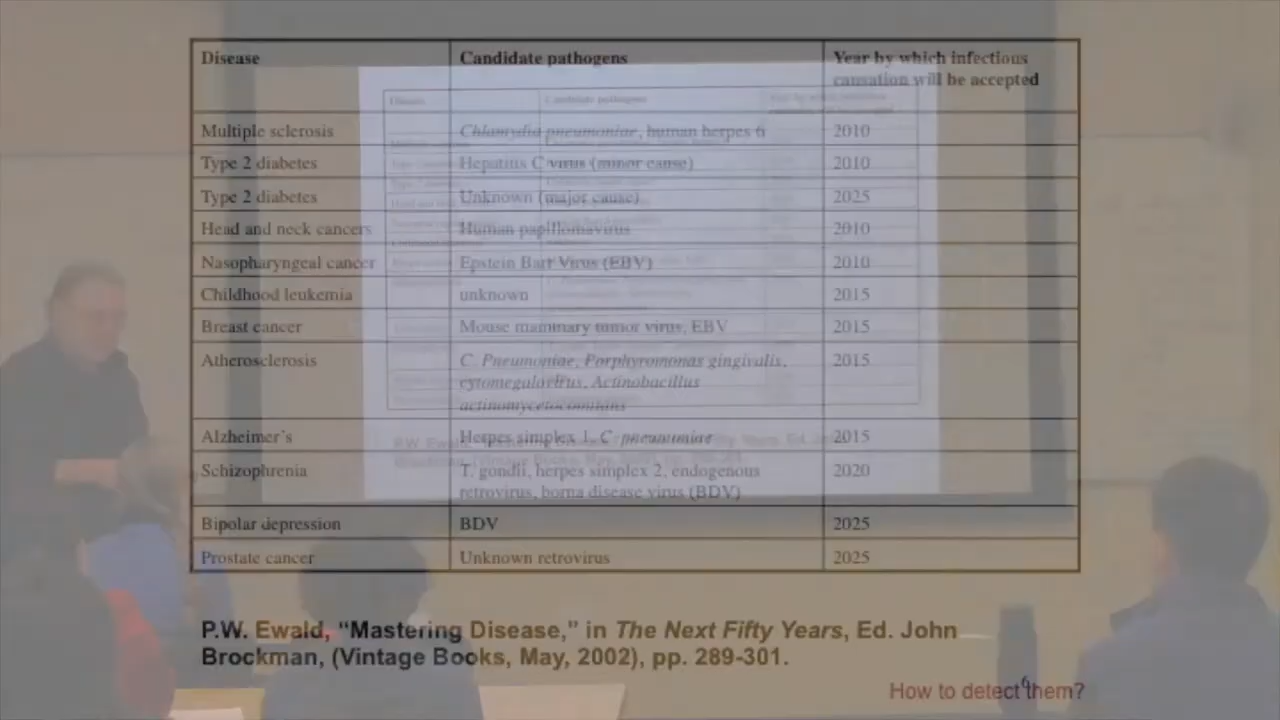 Disease Candidate pathogens Year by which infectious
causation will be accepted
Multiple sclerosis Chlamydia pneumoniae, human herpes 6 2010
Type 2 diabetes Hepatitis C virus (minor cause) 2010
Type 2 diabetes Unknown (major cause) 2025
Head and neck cancers Human papillomavirus 2010
Nasopharyngeal cancer Epstein Barr Virus (EBV) 2010
Childhood leukemia unknown 2015
Breast cancer Mouse mammary tumor virus, EBV 2015
Atherosclerosis C. Pneumoniae, Porphyromonas gingivalis, 2015
cytomegalovirus, Actinobacillus
actinomycetocomitans
Alzheimer's Herpes simplex 1, C pneumoniae 2015
Schizophrenia T. gondii, herpes simplex 2, endogenous 2020
retrovirus, borna disease virus (BDV)
Bipolar depression BDV 2025
Prostate cancer Unknown retrovirus 2025
P.W. Ewald, “Mastering Disease,” in The Next Fifty Years, Ed. John
Brockman, (Vintage Books, May, 2002), pp. 289-301.
6
How to detect them?